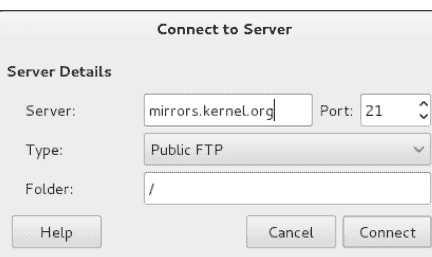 Connect to Server
Server Details
Server: mirrors.kernel.org Port: 21
Type: Public FTP
Folder: /
Help Cancel Connect